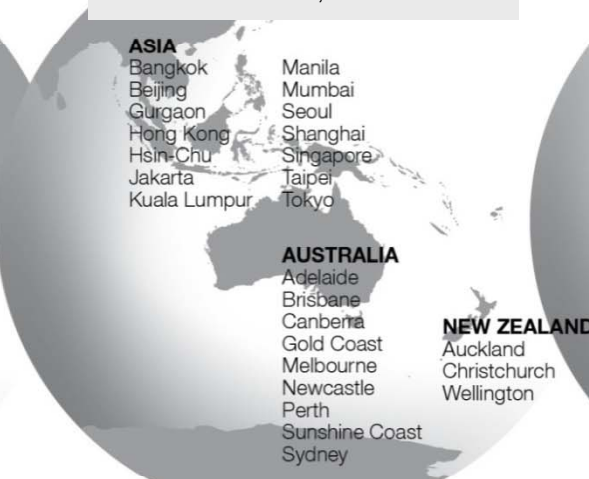 ASIA
Bangkok
Beijing
Gurgaon
Hong Kong
Hsin-Chu
Jakarta
Kuala Lumpur
Manila
Mumbai
Seoul
Shanghai
Singapore
Taipei
Tokyo
AUSTRALIA
Adelaide
Brisbane
Canberra
Gold Coast
Melbourne
Newcastle
Perth
Sunshine Coast
Sydney
NEW ZEALAND
Auckland
Christchurch
Wellington